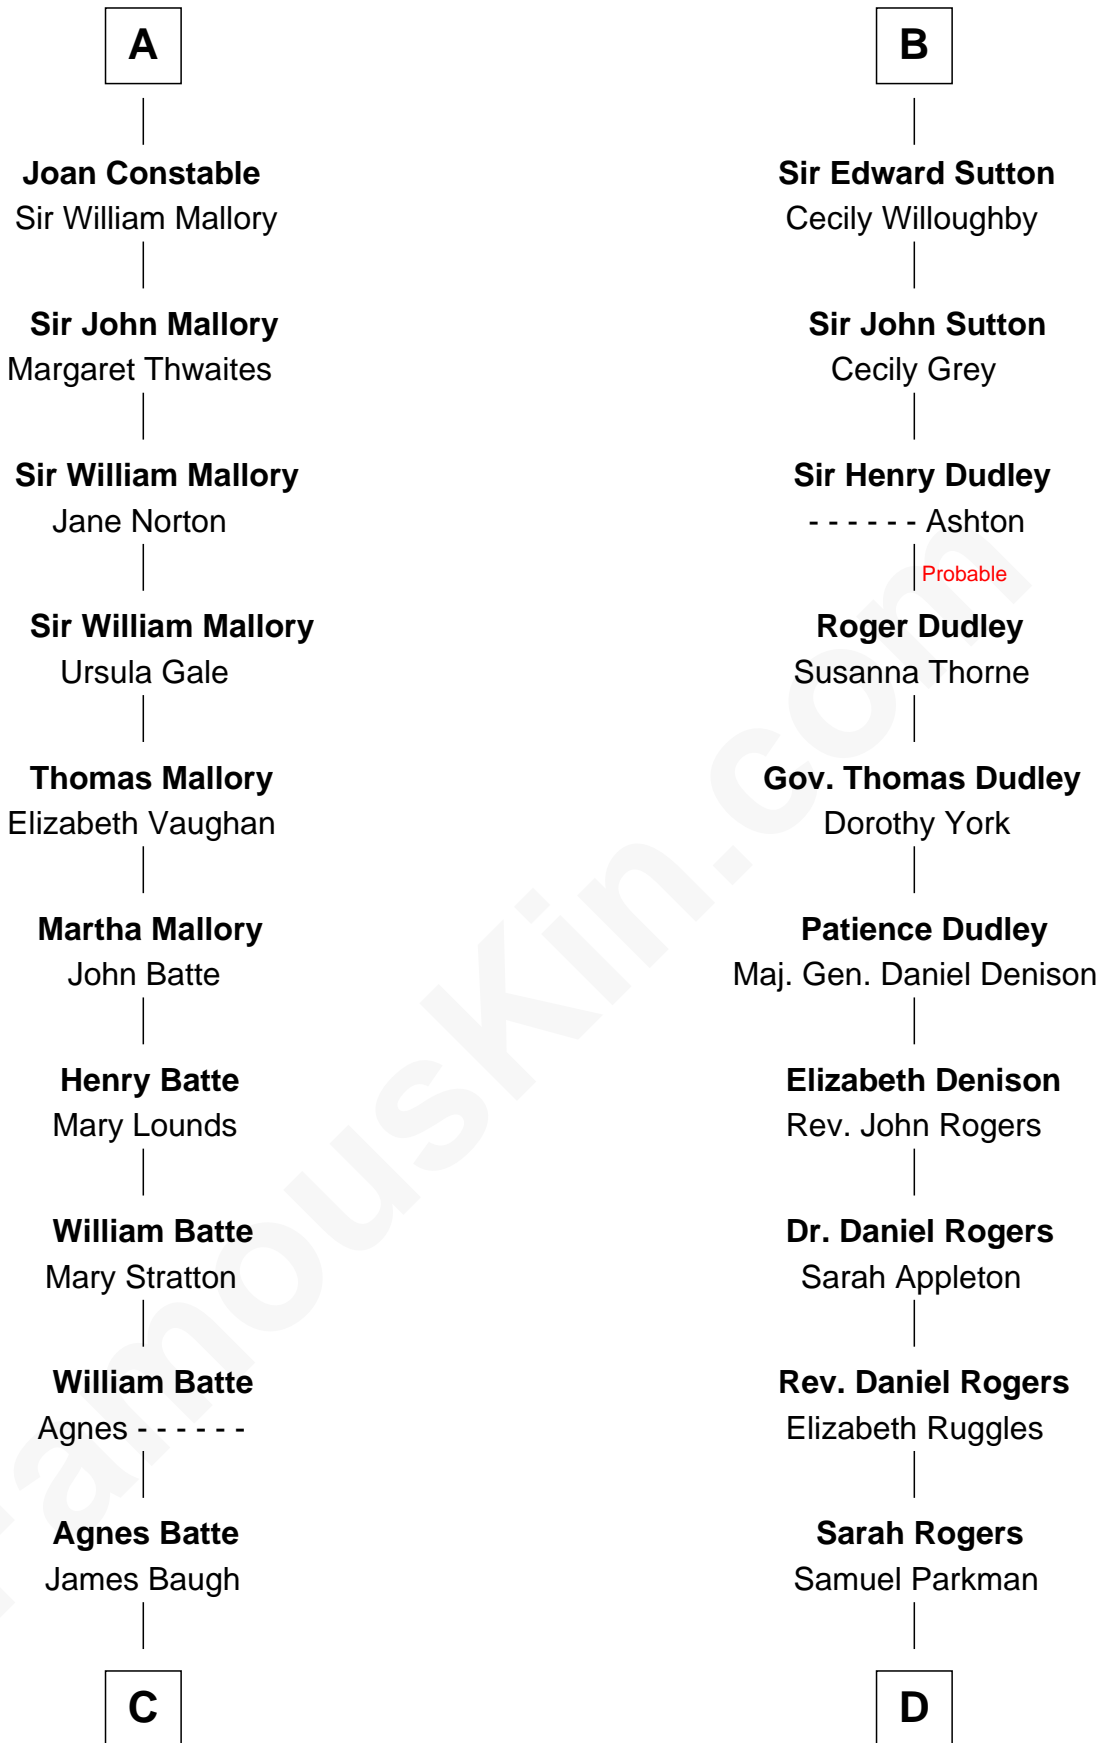 A
Joan Constable
Sir William Mallory
Sir John Mallory
Margaret Thwaites
Sir William Mallory
Jane Norton
Sir William Mallory
Ursula Gale
Thomas Mallory
Elizabeth Vaughan
Martha Mallory
John Batte
Henry Batte
Mary Lounds
William Batte
Mary Stratton
William Batte
Agnes - - - - - -
Agnes Batte
James Baugh
C
B
Sir Edward Sutton
Cecily Willoughby
Sir John Sutton
Cecily Grey
Sir Henry Dudley
- - - - - - Ashton
Probable
Roger Dudley
Susanna Thorne
Gov. Thomas Dudley
Dorothy York
Patience Dudley
Maj. Gen. Daniel Denison
Elizabeth Denison
Rev. John Rogers
Dr. Daniel Rogers
Sarah Appleton
Rev. Daniel Rogers
Elizabeth Ruggles
Sarah Rogers
Samuel Parkman
D
FamousKin.com